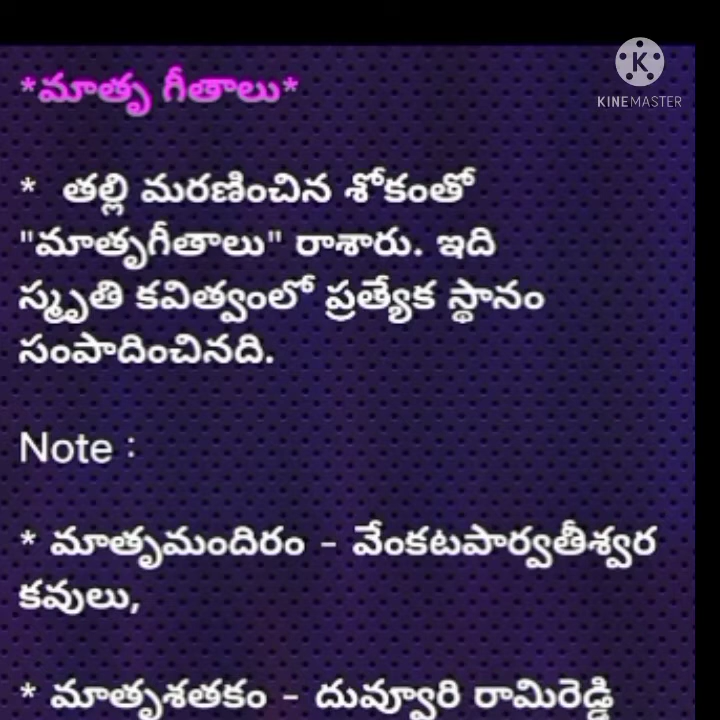 KINEMASTER
*మాతృ గీతాలు*
* తల్లి మరణించిన శోకంతో
"మాతృగీతాలు" రాశారు. ఇది
స్మృతి కవిత్వంలో ప్రత్యేక స్థానం
సంపాదించినది.
Note :
* మాతృమందిరం - వేంకటపార్వతీశ్వర
కవులు,
* మాతృశతకం - దువ్వూరి రామిరెడ్డి